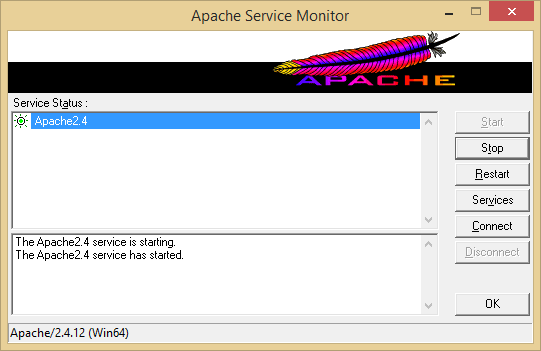 Apache Service Monitor
APACHE
Service Status :
Apache2.4
Start
Stop
Restart
Services
Connect
Disconnect
The Apache2.4 service is starting.
The Apache2.4 service has started.
OK
Apache/2.4.12 (Win64)